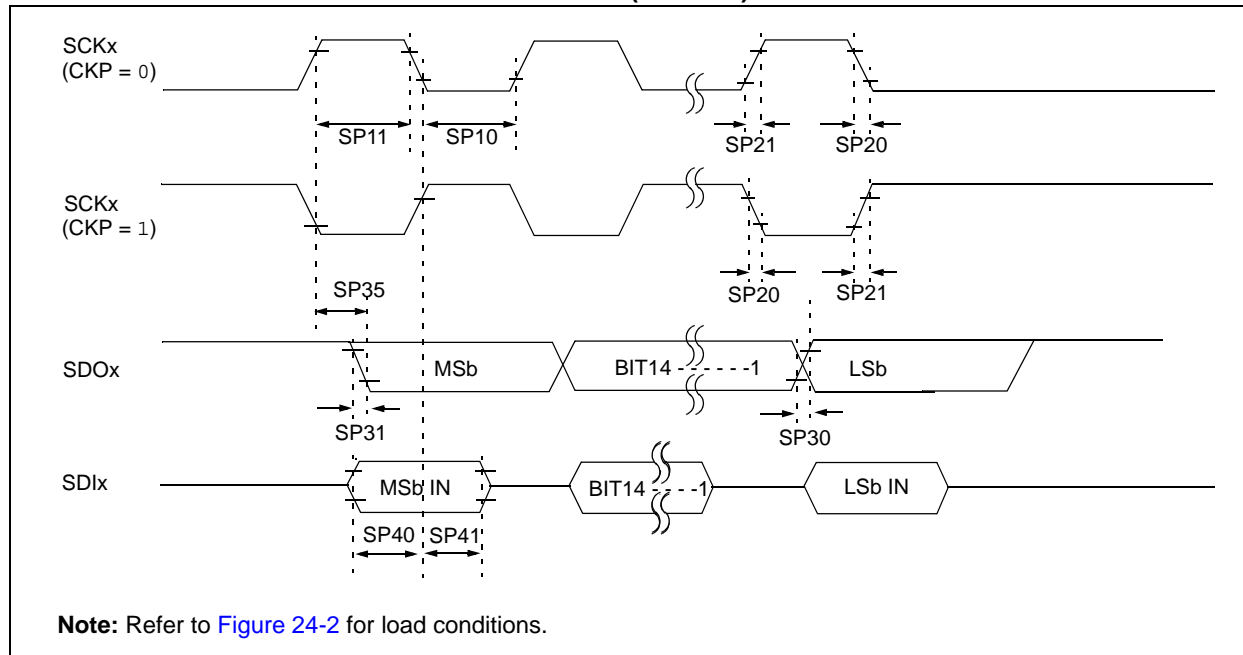 SCKx
(CKP = 0)
SP11
SP10
SP21
SP20
SCKx
(CKP = 1)
SP35
SP20
SP21
SDOx
MSb
BIT14 - - - - - - -1
LSb
SP31
SP30
SDIx
MSb IN
BIT14 - - - -1
LSb IN
SP40
SP41
Note: Refer to Figure 24-2 for load conditions.